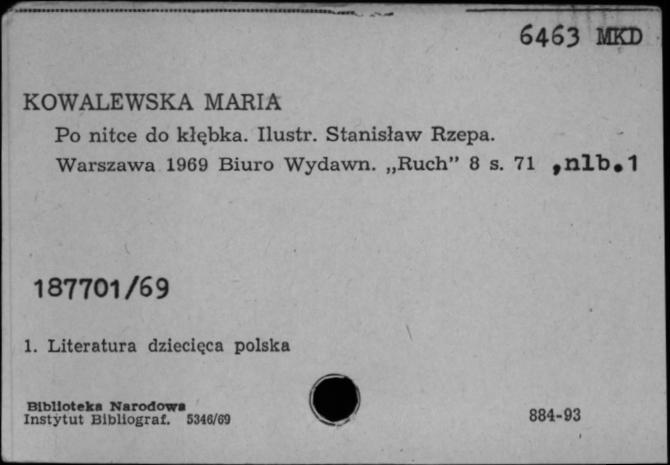 6463 MKD
KOWALEWSKA MARIA
Po nitce do kłębka. Ilustr. Stanisław Rzepa.
Warszawa 1969 Biuro Wydawn. „Ruch” 8 s. 71 ,nlb.1
187701/69
1. Literatura dziecięca polska
Biblioteka Narodowa
Instytut Bibliograf. 5346/69
884-93